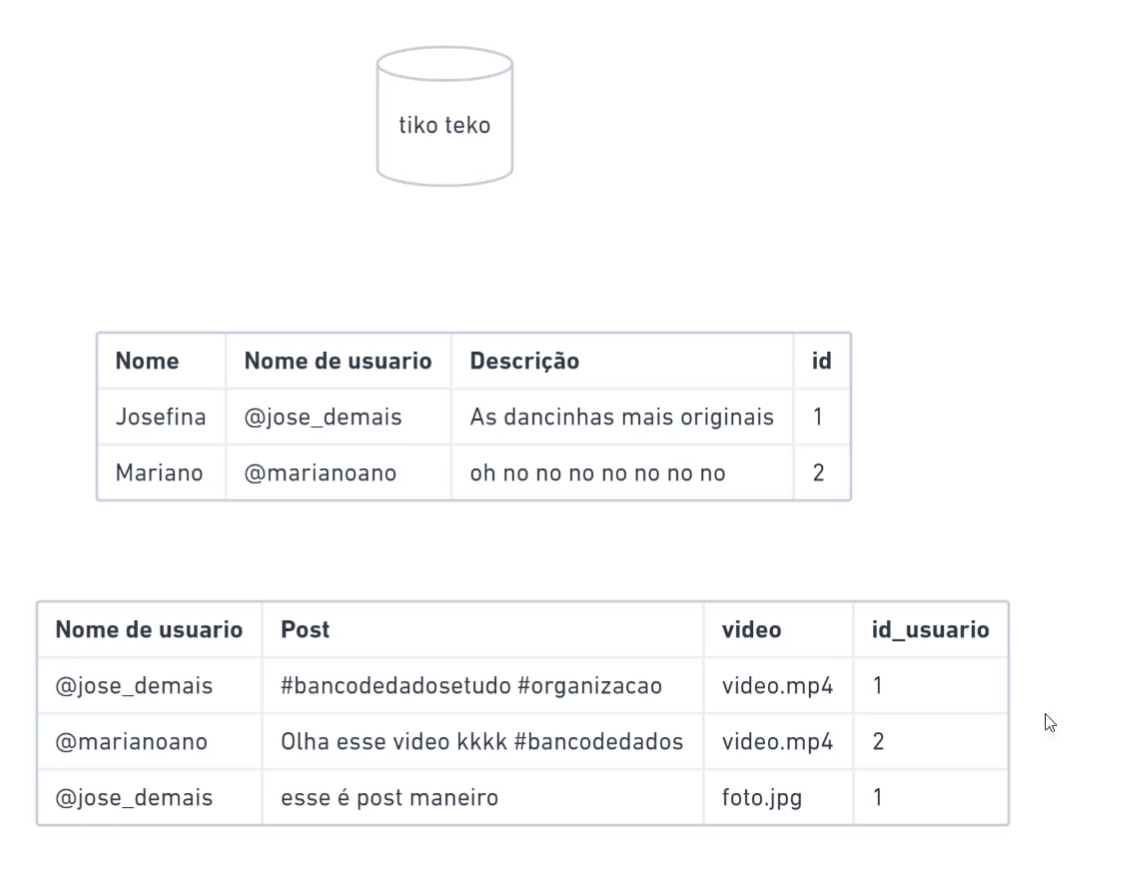 tiko teko
Nome Nome de usuario Descrição id
Josefina @jose_demais As dancinhas mais originais 1
Mariano @marianoano oh no no no no no no no 2
Nome de usuario Post video id_usuario
@jose_demais #bancodedadosetudo #organizacao video.mp4 1
@marianoano Olha esse video kkkk #bancodedados video.mp4 2
@jose_demais esse é post maneiro foto.jpg 1